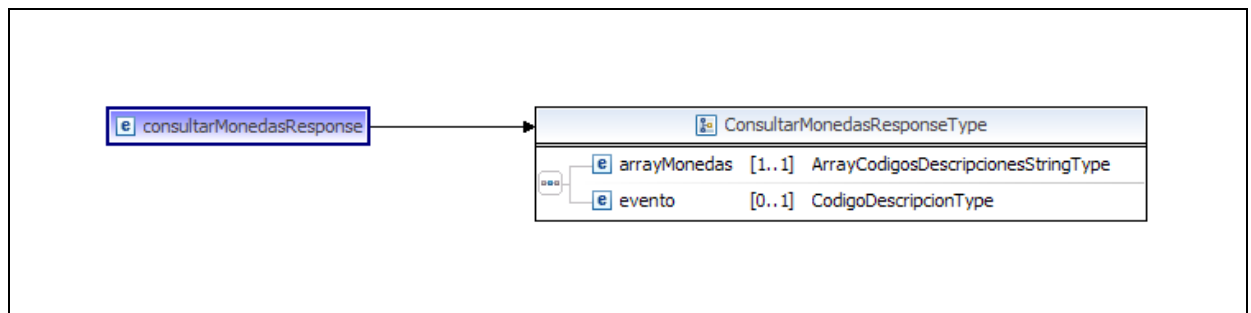 e consultarMonedasResponse
ConsultarMonedasResponseType
e arrayMonedas [1..1] ArrayCodigosDescripcionesStringType
e evento [0..1] CodigoDescripcionType